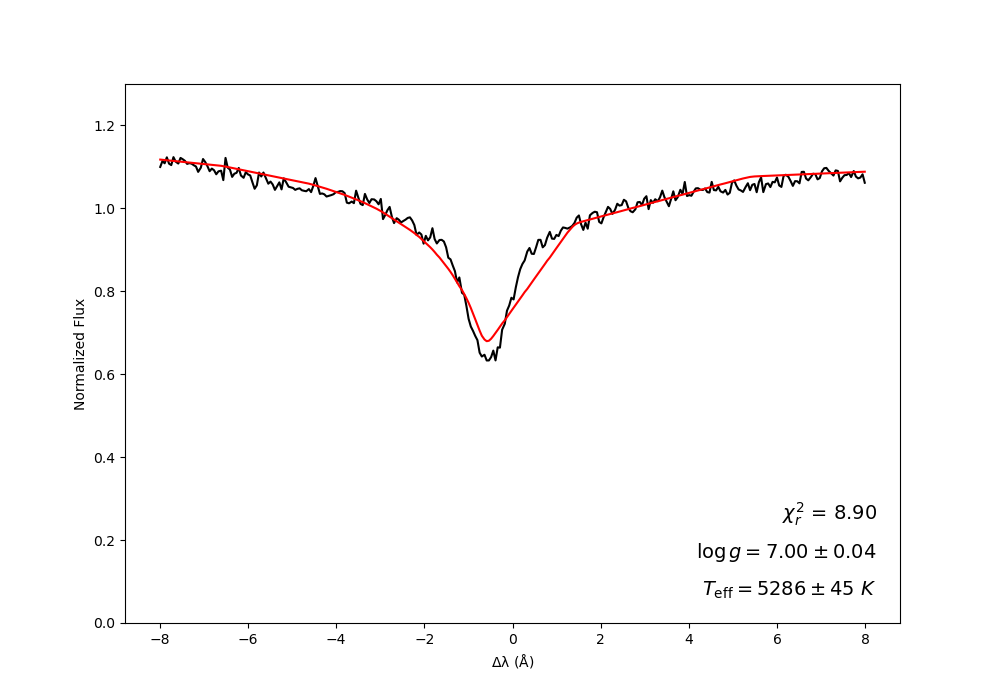 1.2
1.0
0.8
0.6
0.4
0.2
0.0
Normalized Flux
χ²ᵣ = 8.90
log g = 7.00 ± 0.04
T_eff = 5286 ± 45 K
−8 −6 −4 −2 0 2 4 6 8
Δλ (Å)